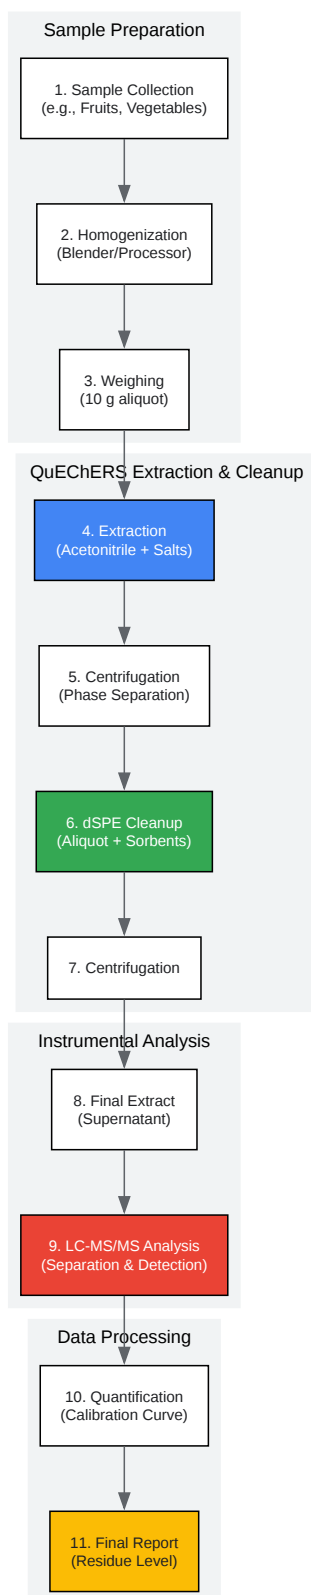 Sample Preparation
1. Sample Collection
(e.g., Fruits, Vegetables)
2. Homogenization
(Blender/Processor)
3. Weighing
(10 g aliquot)
QuEChERS Extraction & Cleanup
4. Extraction
(Acetonitrile + Salts)
5. Centrifugation
(Phase Separation)
6. dSPE Cleanup
(Aliquot + Sorbents)
7. Centrifugation
Instrumental Analysis
8. Final Extract
(Supernatant)
9. LC-MS/MS Analysis
(Separation & Detection)
Data Processing
10. Quantification
(Calibration Curve)
11. Final Report
(Residue Level)